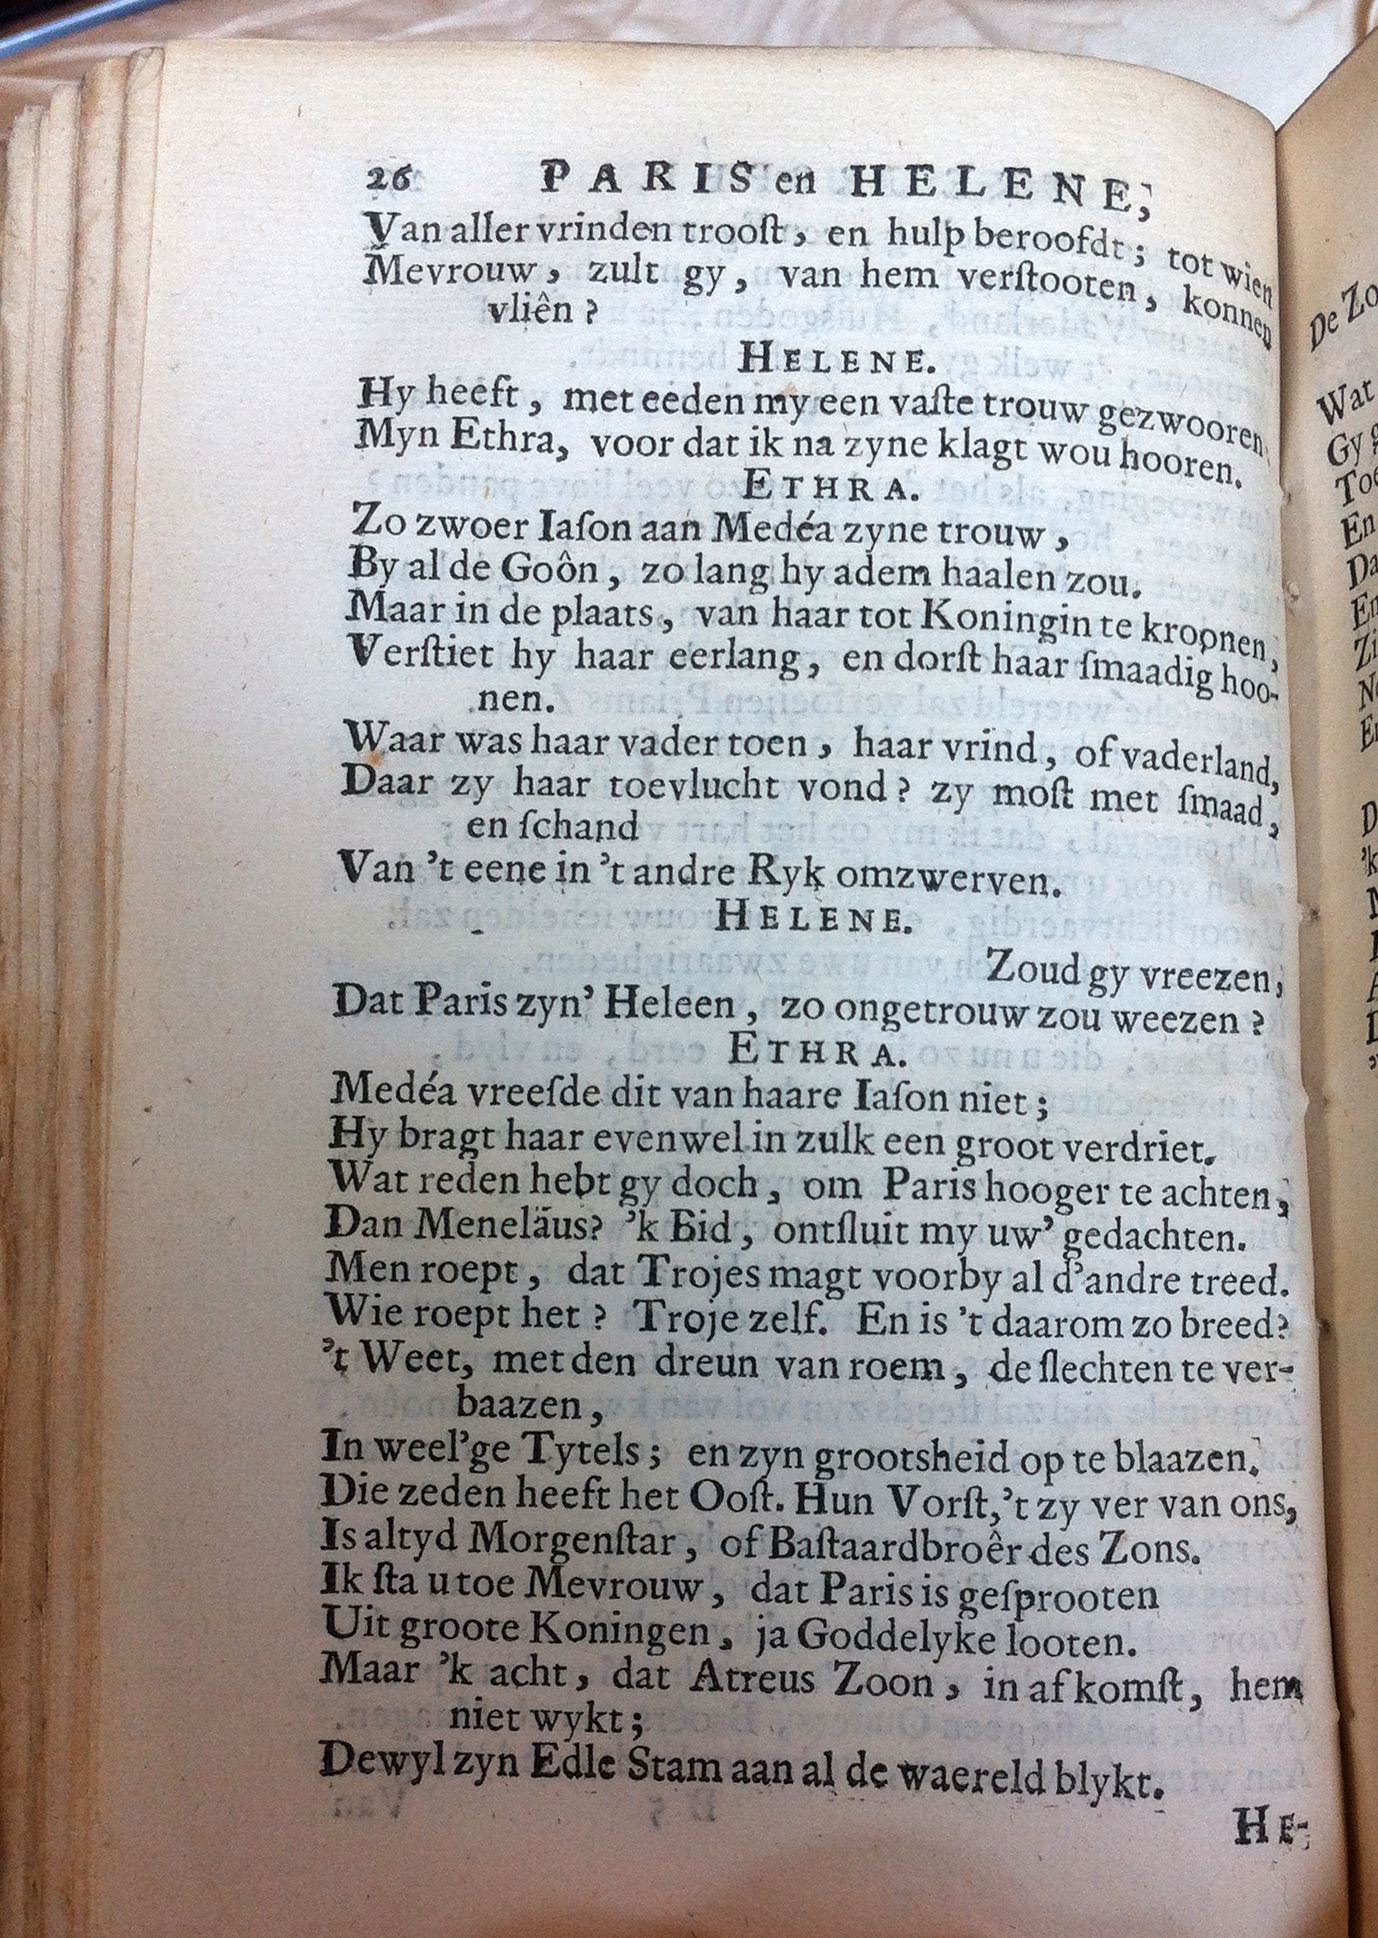 26 PARIS en HELENE,
Van aller vrinden trooſt, en hulp beroofdt; tot wien
Mevrouw, zult gy, van hem verſtooten, konnen
vliên?
HELENE.
Hy heeft, met eeden my een vaſte trouw gezwooren
Myn Ethra, voor dat ik na zyne klagt wou hooren.
ETHRA.
Zo zwoer Iaſon aan Medéa zyne trouw,
By al de Goôn, zo lang hy adem haalen zou.
Maar in de plaats, van haar tot Koningin te kroonen,
Verſtiet hy haar eerlang, en dorſt haar ſmaadig hoo-
nen.
Waar was haar vader toen, haar vrind, of vaderland,
Daar zy haar toevlucht vond? zy moſt met ſmaad,
en ſchand
Van 't eene in 't andre Ryk omzwerven.
HELENE.
Zoud gy vreezen,
Dat Paris zyn' Heleen, zo ongetrouw zou weezen?
ETHRA.
Medéa vreeſde dit van haare Iaſon niet;
Hy bragt haar evenwel in zulk een groot verdriet.
Wat reden hebt gy doch, om Paris hooger te achten,
Dan Meneläus? 'k Bid, ontſluit my uw' gedachten.
Men roept, dat Trojes magt voorby al d'andre treed.
Wie roept het? Troje zelf. En is 't daarom zo breed?
't Weet, met den dreun van roem, de ſlechten te ver-
baazen,
In weel'ge Tytels; en zyn grootsheid op te blaazen.
Die zeden heeft het Ooſt. Hun Vorſt,'t zy ver van ons,
Is altyd Morgenſtar, of Baſtaardbroêr des Zons.
Ik ſta u toe Mevrouw, dat Paris is geſprooten
Uit groote Koningen, ja Goddelyke looten.
Maar 'k acht, dat Atreus Zoon, in afkomſt, hem
niet wykt;
Dewyl zyn Edle Stam aan al de waereld blykt.
HE-
De Zo
Wat
Gy g
Toe
En
Da
En
Zi